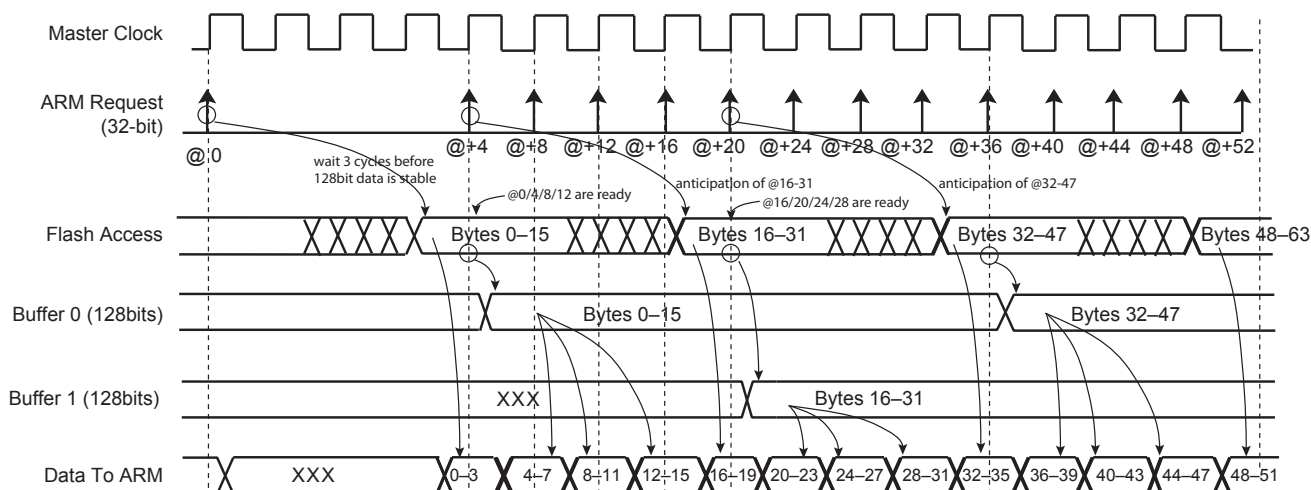 Master Clock
ARM Request
(32-bit)
@ 0
@+4
@+8
@+12
@+16
@+20
@+24
@+28
@+32
@+36
@+40
@+44
@+48
@+52
wait 3 cycles before
128bit data is stable
@0/4/8/12 are ready
anticipation of @16-31
@16/20/24/28 are ready
anticipation of @32-47
Flash Access
Bytes 0–15
Bytes 16–31
Bytes 32–47
Bytes 48–63
Buffer 0 (128bits)
Bytes 0–15
Bytes 32–47
Buffer 1 (128bits)
XXX
Bytes 16–31
Data To ARM
XXX
0–3
4–7
8–11
12–15
16–19
20–23
24–27
28–31
32–35
36–39
40–43
44–47
48–51